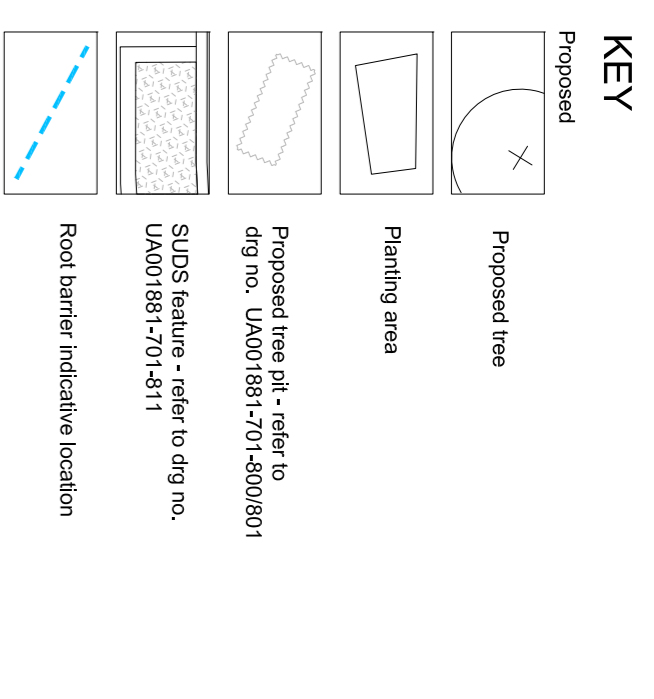 KEY
Proposed
Proposed tree
Planting area
Proposed tree pit - refer to
drg no. UA001881-701-800/801
SUDS feature - refer to drg no.
UA001881-701-811
Root barrier indicative location